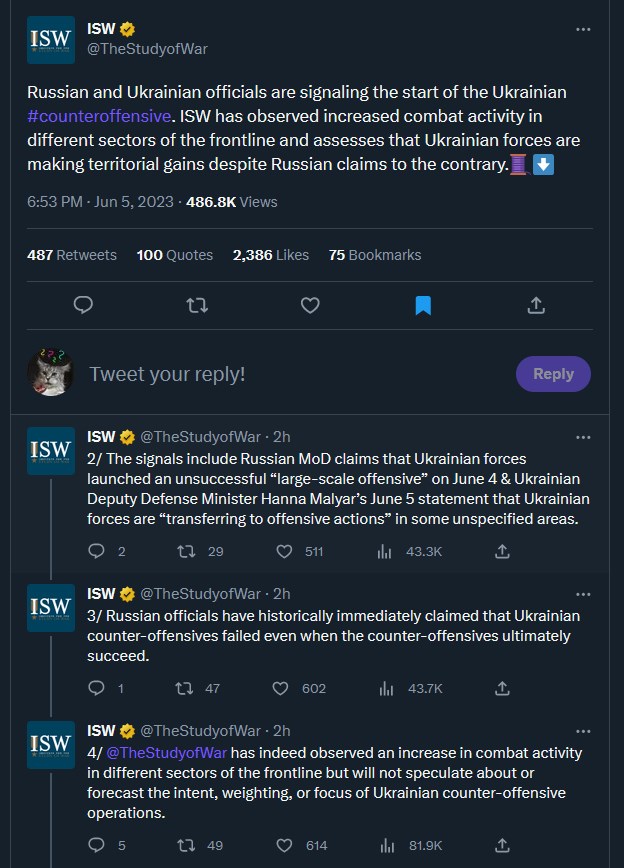 ISW
ISW
@TheStudyofWar
Russian and Ukrainian officials are signaling the start of the Ukrainian
#counteroffensive. ISW has observed increased combat activity in
different sectors of the frontline and assesses that Ukrainian forces are
making territorial gains despite Russian claims to the contrary.🧵⬇️
6:53 PM · Jun 5, 2023 · 486.8K Views
487 Retweets 100 Quotes 2,386 Likes 75 Bookmarks
Tweet your reply!
Reply
ISW
ISW @TheStudyofWar · 2h
2/ The signals include Russian MoD claims that Ukrainian forces
launched an unsuccessful “large-scale offensive” on June 4 & Ukrainian
Deputy Defense Minister Hanna Malyar’s June 5 statement that Ukrainian
forces are “transferring to offensive actions” in some unspecified areas.
2 29 511 43.3K
ISW
ISW @TheStudyofWar · 2h
3/ Russian officials have historically immediately claimed that Ukrainian
counter-offensives failed even when the counter-offensives ultimately
succeed.
1 47 602 43.7K
ISW
ISW @TheStudyofWar · 2h
4/ @TheStudyofWar has indeed observed an increase in combat activity
in different sectors of the frontline but will not speculate about or
forecast the intent, weighting, or focus of Ukrainian counter-offensive
operations.
5 49 614 81.9K